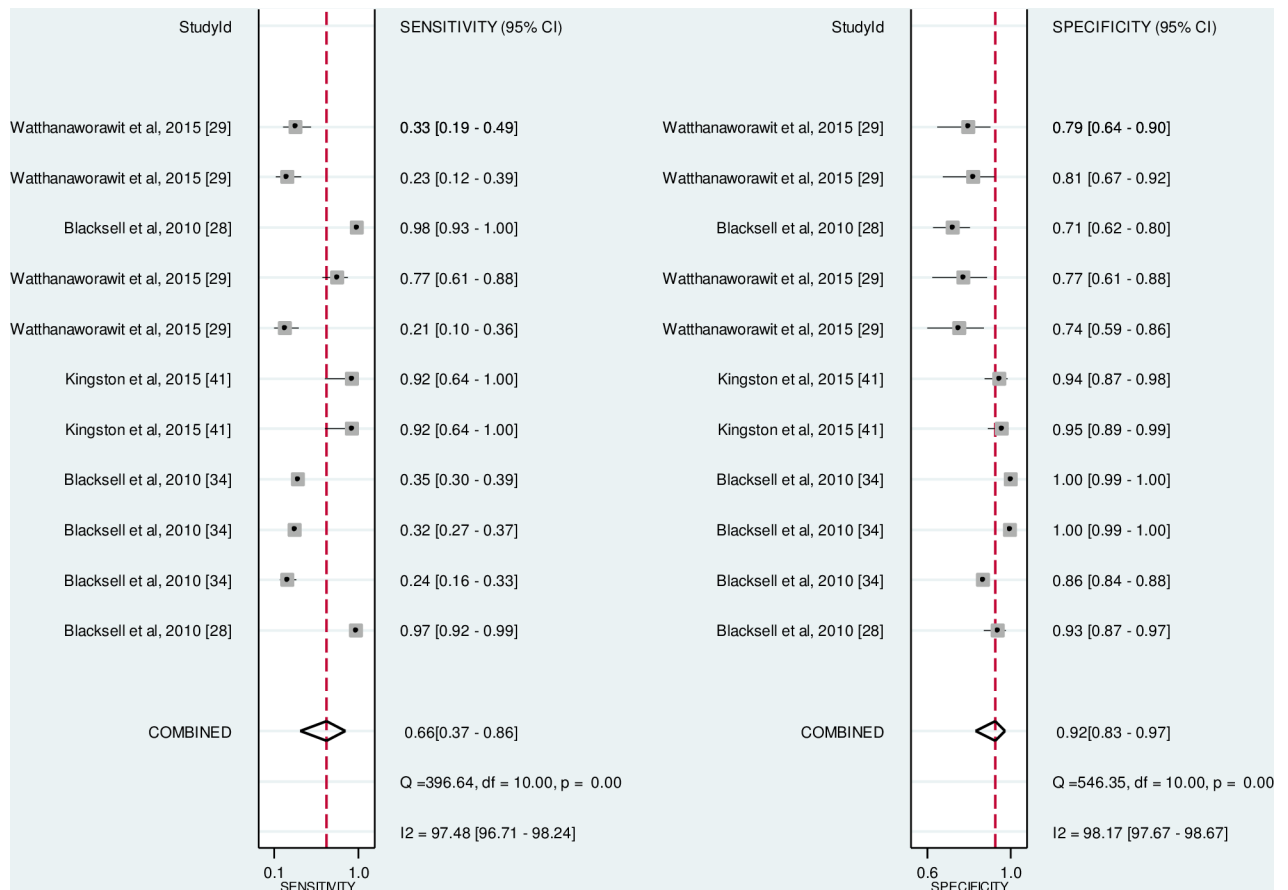 StudyId SENSITIVITY (95% CI) StudyId SPECIFICITY (95% CI)
Watthanaworawit et al, 2015 [29] 0.33 [0.19 - 0.49] Watthanaworawit et al, 2015 [29] 0.79 [0.64 - 0.90]
Watthanaworawit et al, 2015 [29] 0.23 [0.12 - 0.39] Watthanaworawit et al, 2015 [29] 0.81 [0.67 - 0.92]
Blacksell et al, 2010 [28] 0.98 [0.93 - 1.00] Blacksell et al, 2010 [28] 0.71 [0.62 - 0.80]
Watthanaworawit et al, 2015 [29] 0.77 [0.61 - 0.88] Watthanaworawit et al, 2015 [29] 0.77 [0.61 - 0.88]
Watthanaworawit et al, 2015 [29] 0.21 [0.10 - 0.36] Watthanaworawit et al, 2015 [29] 0.74 [0.59 - 0.86]
Kingston et al, 2015 [41] 0.92 [0.64 - 1.00] Kingston et al, 2015 [41] 0.94 [0.87 - 0.98]
Kingston et al, 2015 [41] 0.92 [0.64 - 1.00] Kingston et al, 2015 [41] 0.95 [0.89 - 0.99]
Blacksell et al, 2010 [34] 0.35 [0.30 - 0.39] Blacksell et al, 2010 [34] 1.00 [0.99 - 1.00]
Blacksell et al, 2010 [34] 0.32 [0.27 - 0.37] Blacksell et al, 2010 [34] 1.00 [0.99 - 1.00]
Blacksell et al, 2010 [34] 0.24 [0.16 - 0.33] Blacksell et al, 2010 [34] 0.86 [0.84 - 0.88]
Blacksell et al, 2010 [28] 0.97 [0.92 - 0.99] Blacksell et al, 2010 [28] 0.93 [0.87 - 0.97]
COMBINED 0.66[0.37 - 0.86] COMBINED 0.92[0.83 - 0.97]
Q =396.64, df = 10.00, p = 0.00 Q =546.35, df = 10.00, p = 0.00
I2 = 97.48 [96.71 - 98.24] I2 = 98.17 [97.67 - 98.67]
0.1 1.0 0.6 1.0
SENSITIVITY SPECIFICITY